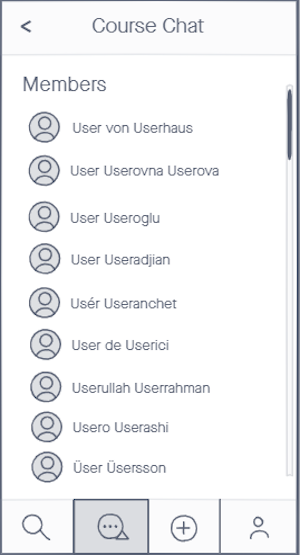 <
Course Chat
Members
User von Userhaus
User Userovna Userova
User Useroglu
User Useradjian
Usér Useranchet
User de Userici
Userullah Userrahman
Usero Userashi
Üser Üsersson